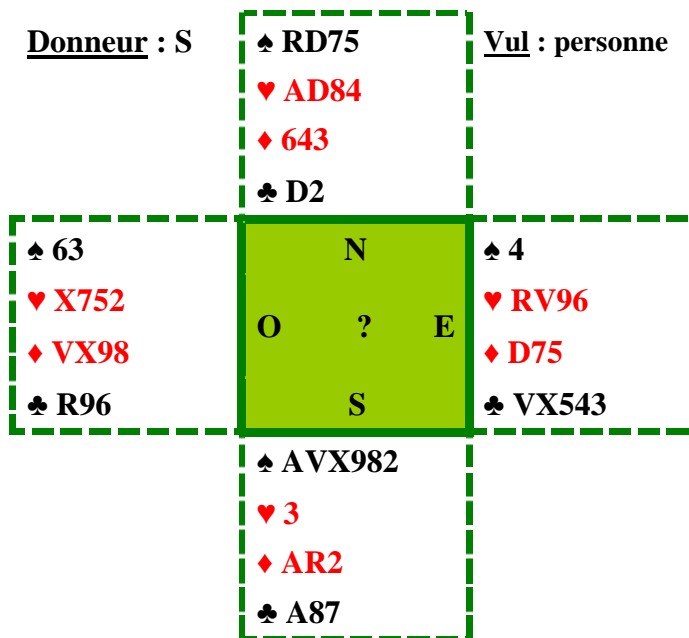 Donneur : S
♠ RD75
Vul : personne
♥ AD84
♦ 643
♣ D2
♠ 63
N
♠ 4
♥ X752
♥ RV96
O ? E
♦ VX98
♦ D75
♣ R96
S
♣ VX543
♠ AVX982
♥ 3
♦ AR2
♣ A87